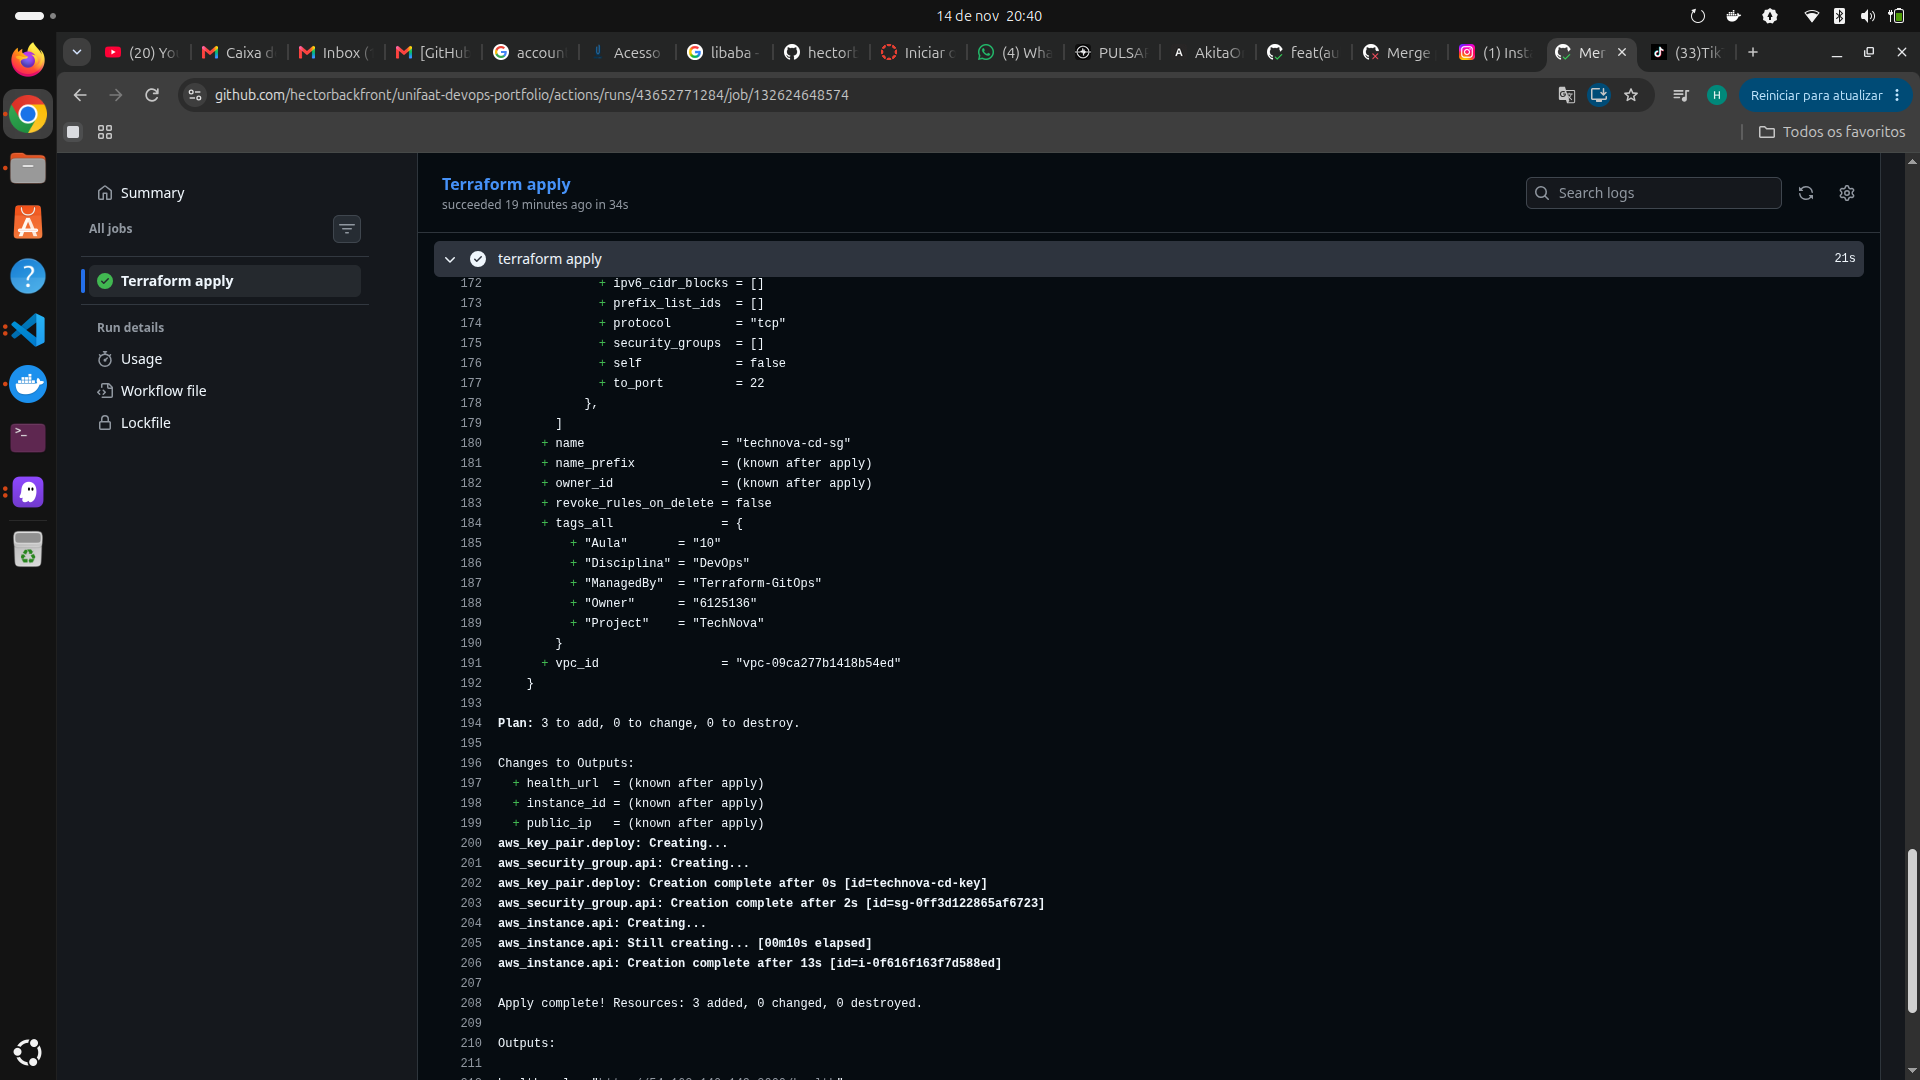 14 de nov 20:40
(20) Yo
Caixa d
Inbox (
[GitHub
accoun
Acesso
libaba -
hectorb
Iniciar c
(4) Wha
PULSA
AkitaO
feat(au
Merge
(1) Inst
Mer
(33)Tik
github.com/hectorbackfront/unifaat-devops-portfolio/actions/runs/43652771284/job/132624648574
H
Reiniciar para atualizar
Todos os favoritos
Summary
All jobs
Terraform apply
Run details
Usage
Workflow file
Lockfile
Terraform apply
succeeded 19 minutes ago in 34s
Search logs
terraform apply
21s
172 + ipv6_cidr_blocks = []
173 + prefix_list_ids = []
174 + protocol = "tcp"
175 + security_groups = []
176 + self = false
177 + to_port = 22
178 },
179 ]
180 + name = "technova-cd-sg"
181 + name_prefix = (known after apply)
182 + owner_id = (known after apply)
183 + revoke_rules_on_delete = false
184 + tags_all = {
185 + "Aula" = "10"
186 + "Disciplina" = "DevOps"
187 + "ManagedBy" = "Terraform-GitOps"
188 + "Owner" = "6125136"
189 + "Project" = "TechNova"
190 }
191 + vpc_id = "vpc-09ca277b1418b54ed"
192 }
193
194 Plan: 3 to add, 0 to change, 0 to destroy.
195
196 Changes to Outputs:
197 + health_url = (known after apply)
198 + instance_id = (known after apply)
199 + public_ip = (known after apply)
200 aws_key_pair.deploy: Creating...
201 aws_security_group.api: Creating...
202 aws_key_pair.deploy: Creation complete after 0s [id=technova-cd-key]
203 aws_security_group.api: Creation complete after 2s [id=sg-0ff3d122865af6723]
204 aws_instance.api: Creating...
205 aws_instance.api: Still creating... [00m10s elapsed]
206 aws_instance.api: Creation complete after 13s [id=i-0f616f163f7d588ed]
207
208 Apply complete! Resources: 3 added, 0 changed, 0 destroyed.
209
210 Outputs:
211